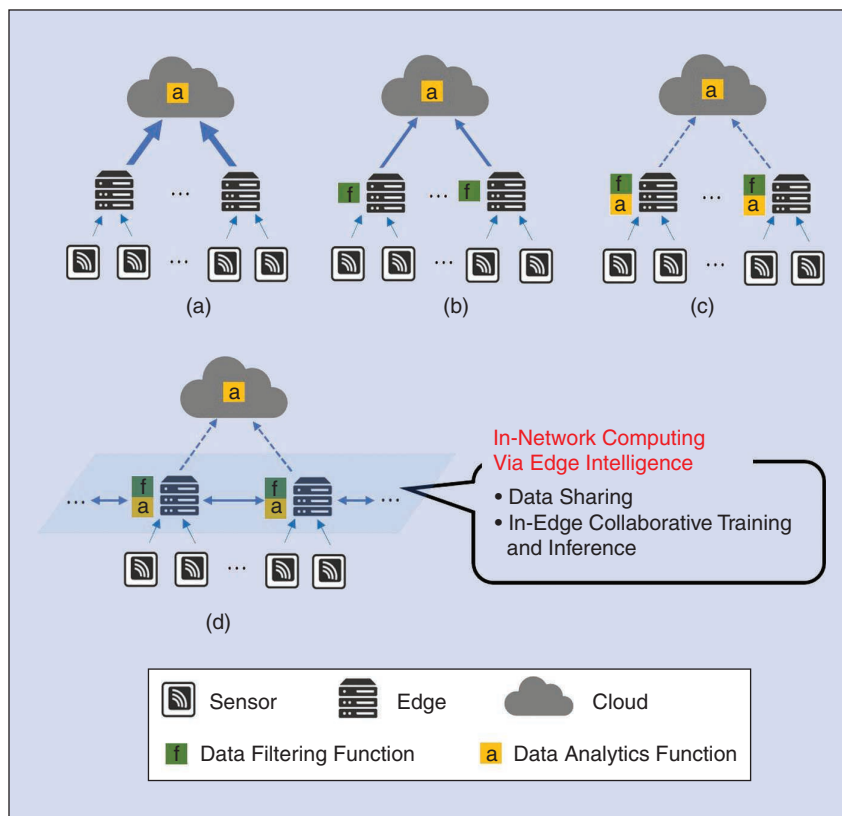 a
a
a
...
f
... f
f
a
...
f
a
...
...
...
(a)
(b)
(c)
a
In-Network Computing
Via Edge Intelligence
• Data Sharing
• In-Edge Collaborative Training
and Inference
...
f
a
f
a
...
...
(d)
Sensor
Edge
Cloud
f Data Filtering Function
a Data Analytics Function